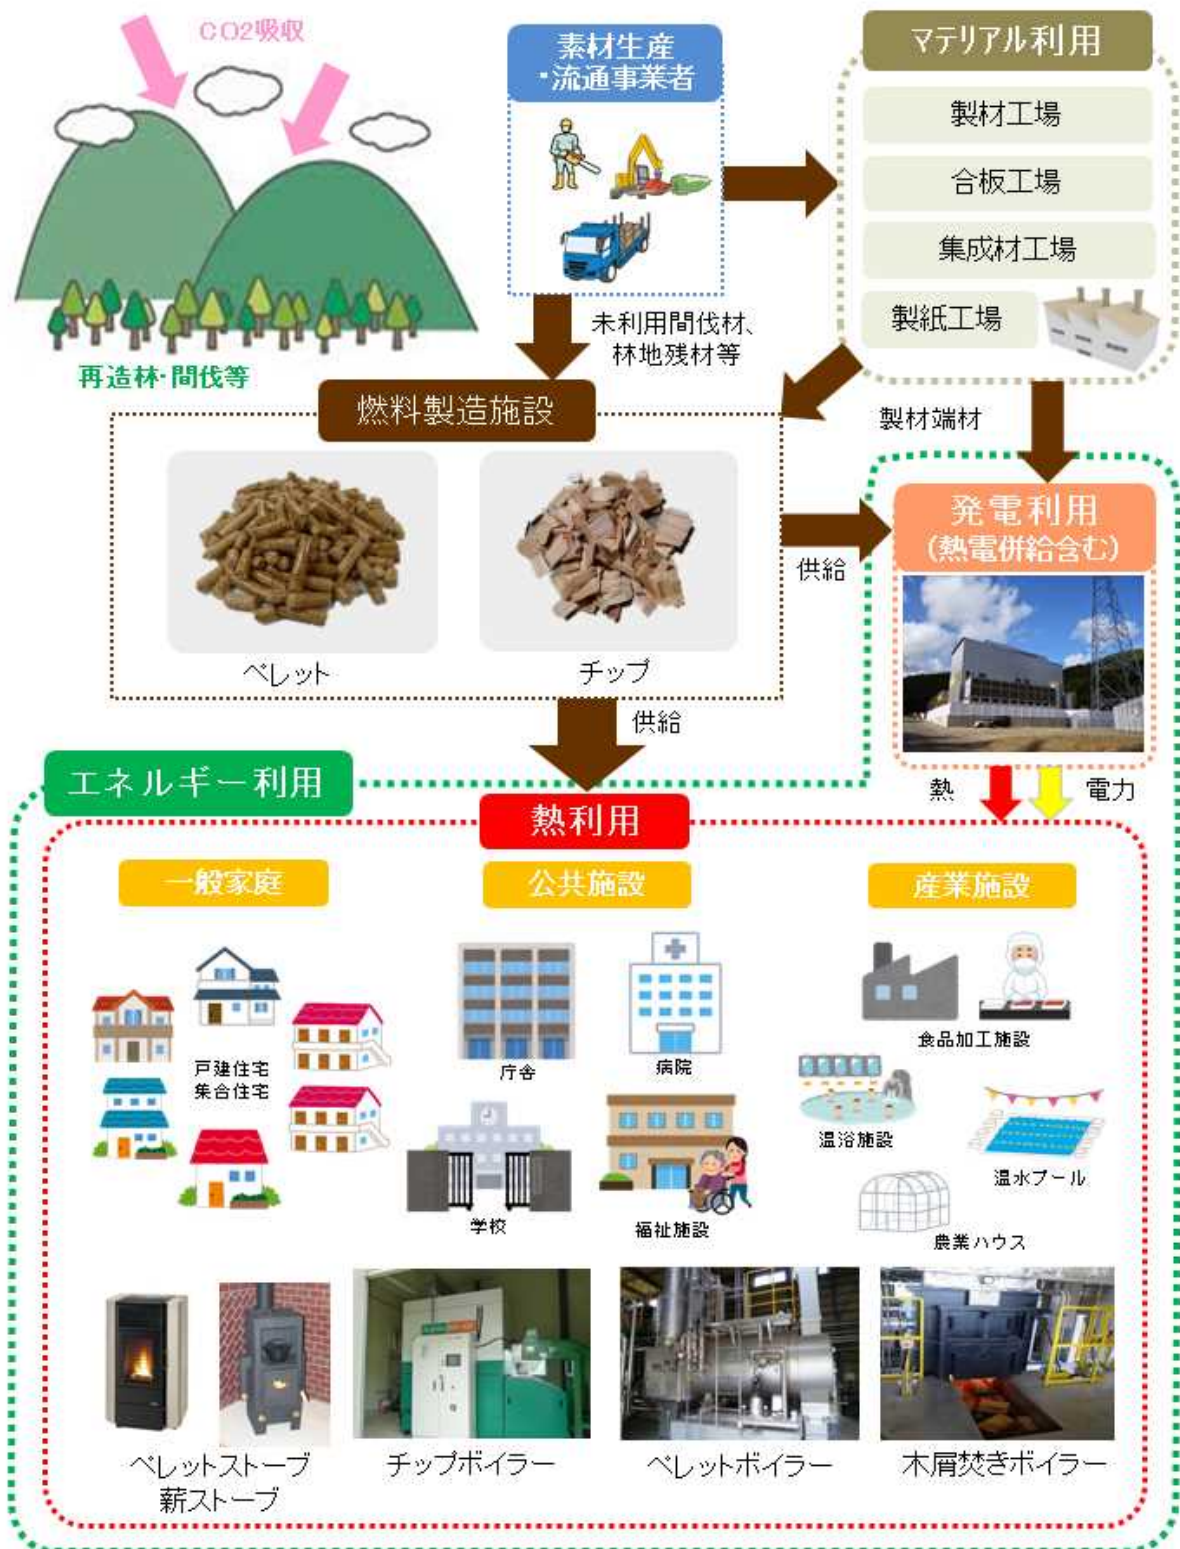 CO2吸収
素材生産
・流通事業者
マテリアル利用
製材工場
合板工場
集成材工場
製紙工場
未利用間伐材、
林地残材等
再造林・間伐等
燃料製造施設
製材端材
発電利用
（熱電併給含む）
供給
ペレット
チップ
供給
エネルギー利用
熱
電力
熱利用
一般家庭
公共施設
産業施設
戸建住宅
集合住宅
庁舎
病院
食品加工施設
温浴施設
温水プール
学校
福祉施設
農業ハウス
ペレットストーブ
薪ストーブ
チップボイラー
ペレットボイラー
木屑焚きボイラー